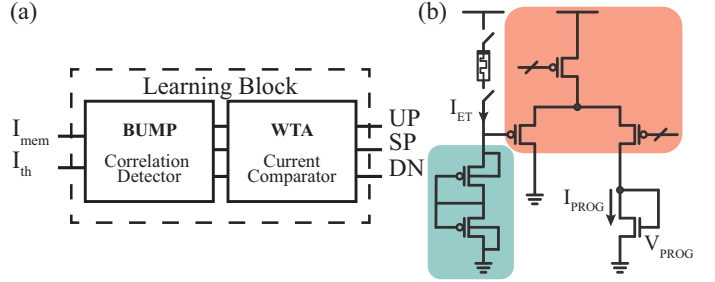 (a)
Learning Block
I_mem
I_th
BUMP
Correlation
Detector
WTA
Current
Comparator
UP
SP
DN
(b)
I_ET
I_PROG
V_PROG